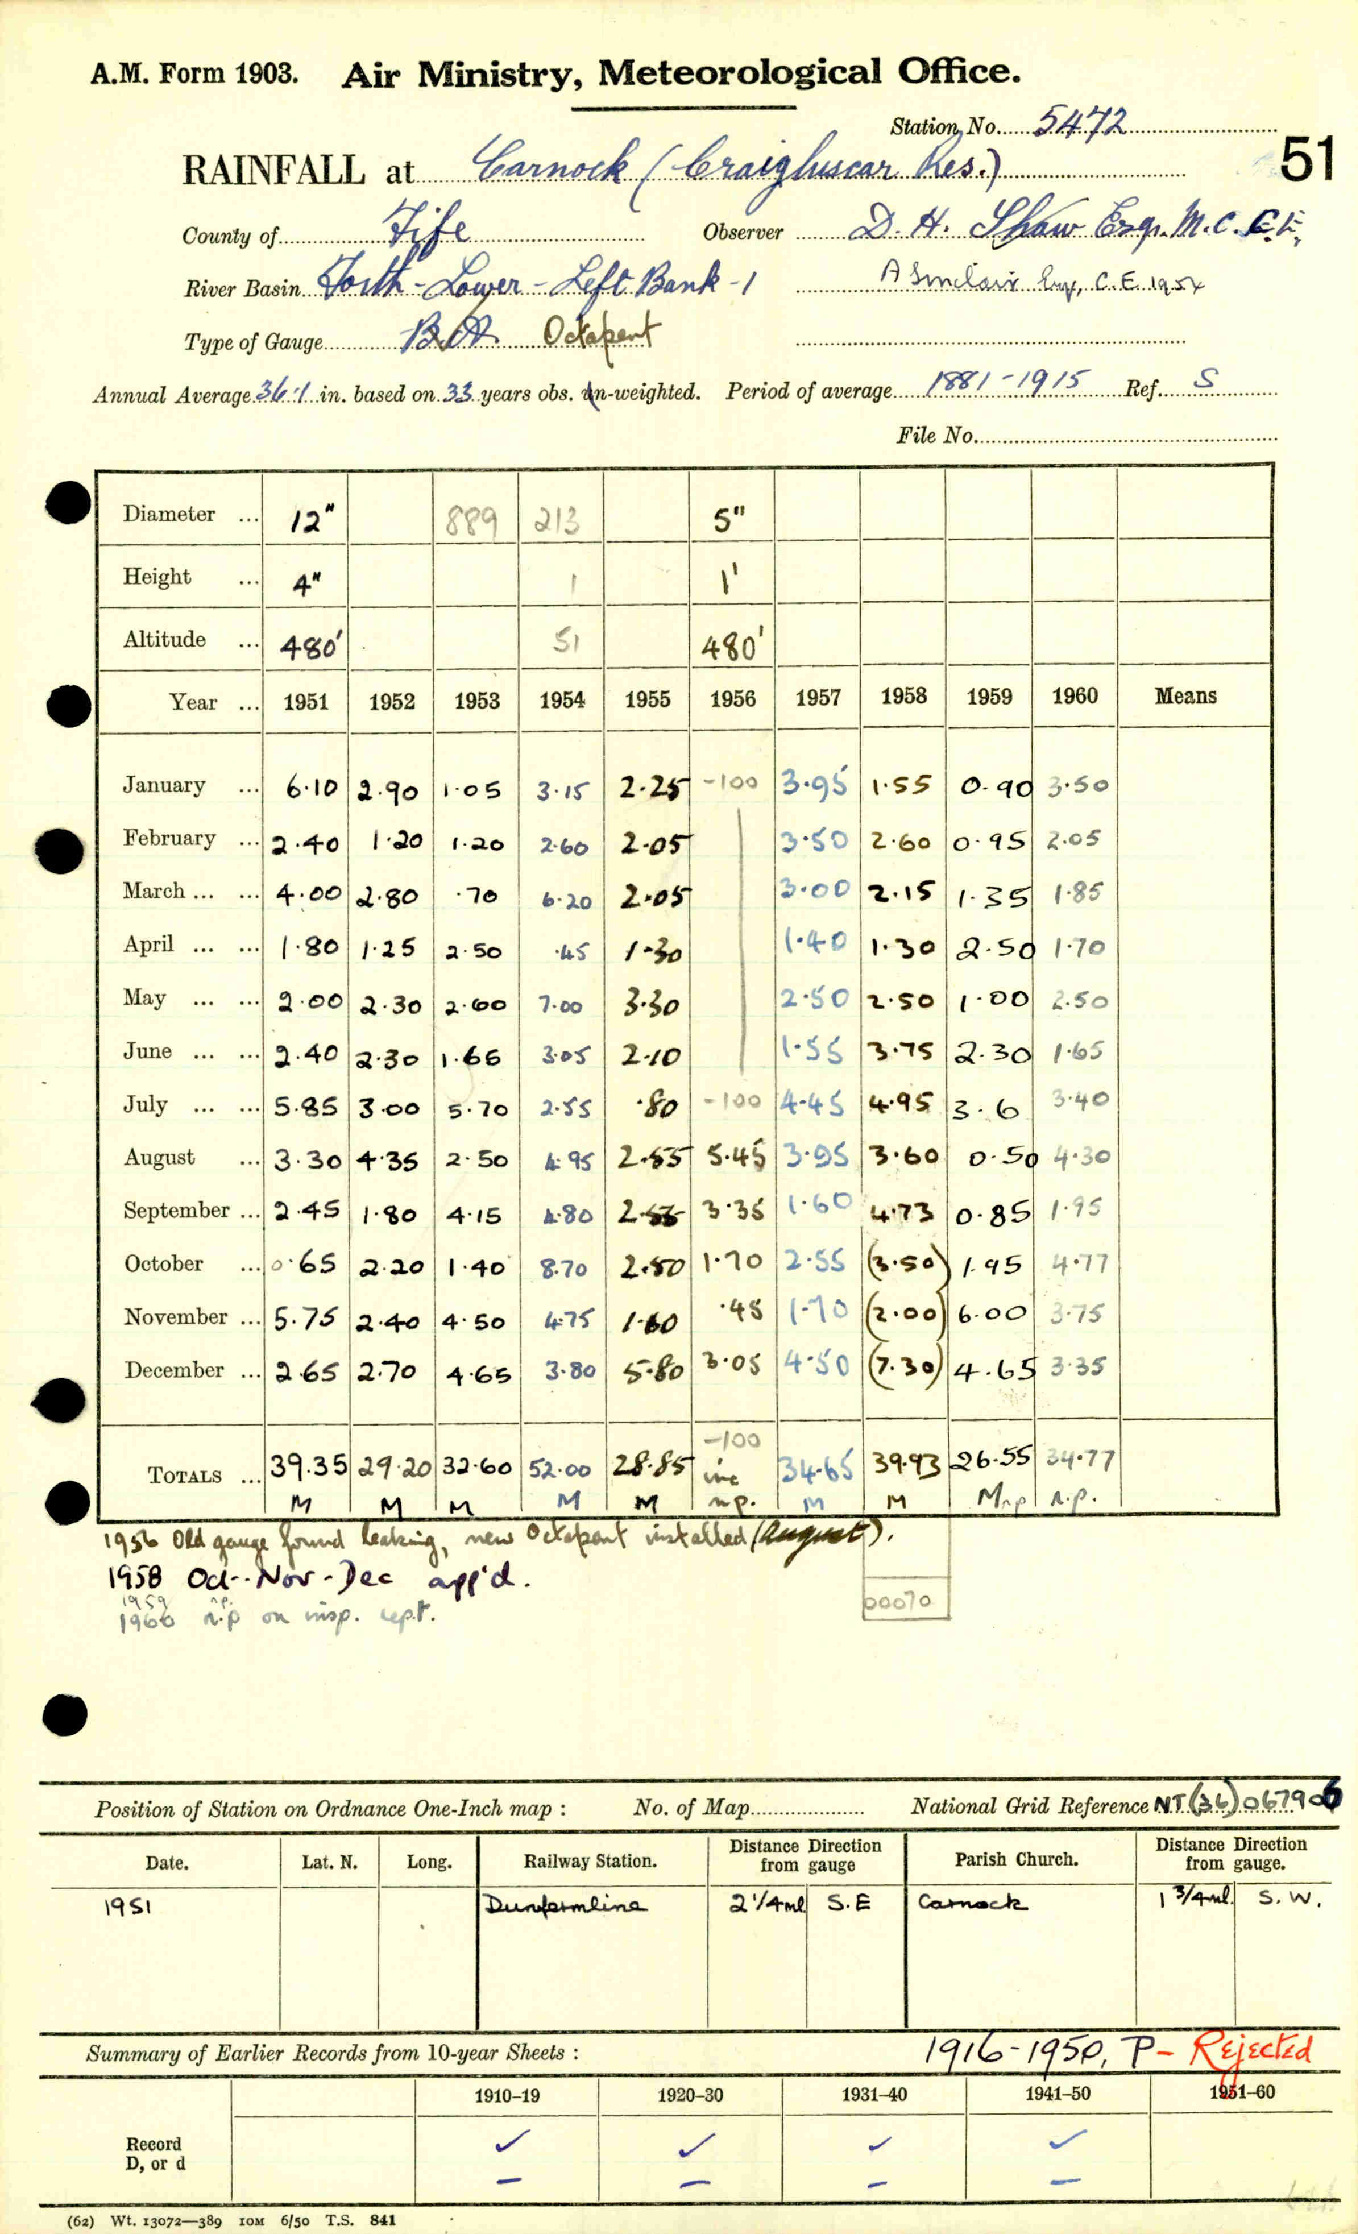 A.M. Form 1903. Air Ministry, Meteorological Office.
Station No. 5472
51
RAINFALL at Carnock (Craigluscar Res.)
County of Fife Observer D. H. Shaw Esq. M.C. C.E.
River Basin Forth - Lower - Left Bank - 1 A Sinclair Esq, C.E. 1954
Type of Gauge Octapent
Annual Average 36.1 in. based on 33 years obs. un-weighted. Period of average 1881-1915 Ref. S
File No.
Diameter ... 12" 889 213 5"
Height ... 4" 1 1'
Altitude ... 480' 51 480'
Year ... 1951 1952 1953 1954 1955 1956 1957 1958 1959 1960 Means
January ... 6.10 2.90 1.05 3.15 2.25 -100 3.95 1.55 0.90 3.50
February ... 2.40 1.20 1.20 2.60 2.05 3.50 2.60 0.95 2.05
March ... ... 4.00 2.80 .70 6.20 2.05 3.00 2.15 1.35 1.85
April ... ... 1.80 1.25 2.50 .45 1.30 1.40 1.30 2.50 1.70
May ... ... 2.00 2.30 2.60 7.00 3.30 2.50 2.50 1.00 2.50
June ... ... 2.40 2.30 1.65 3.05 2.10 1.55 3.75 2.30 1.65
July ... ... 5.85 3.00 5.70 2.55 .80 -100 4.45 4.95 3.6 3.40
August ... 3.30 4.35 2.50 4.95 2.55 5.45 3.95 3.60 0.50 4.30
September ... 2.45 1.80 4.15 4.80 2.55 3.35 1.60 4.73 0.85 1.95
October ... 0.65 2.20 1.40 8.70 2.50 1.70 2.55 (3.50) 1.95 4.77
November ... 5.75 2.40 4.50 4.75 1.60 .45 1.70 (2.00) 6.00 3.75
December ... 2.65 2.70 4.65 3.80 5.80 3.05 4.50 (7.30) 4.65 3.35
TOTALS ... 39.35 29.20 32.60 52.00 28.85 -100 inc 34.65 39.93 26.55 34.77
M M M M M n.p. M M M n.p n.p.
1956 Old gauge found leaking, new Octapent installed (August).
1958 Oct-Nov-Dec app'd.
1959 n.p.
1960 n.p on insp. rept.
00070
Position of Station on Ordnance One-Inch map : No. of Map National Grid Reference NT(36)067906
Date. Lat. N. Long. Railway Station. Distance Direction from gauge Parish Church. Distance Direction from gauge.
1951 Dunfermline 2 1/4 ml S.E Carnock 1 3/4 ml S.W.
Summary of Earlier Records from 10-year Sheets : 1916-1950, P - Rejected
1910–19 1920–30 1931–40 1941–50 1951–60
Record ✓ ✓ ✓ ✓
D, or d – – – –
(62) Wt. 13072—389 10M 6/50 T.S. 841